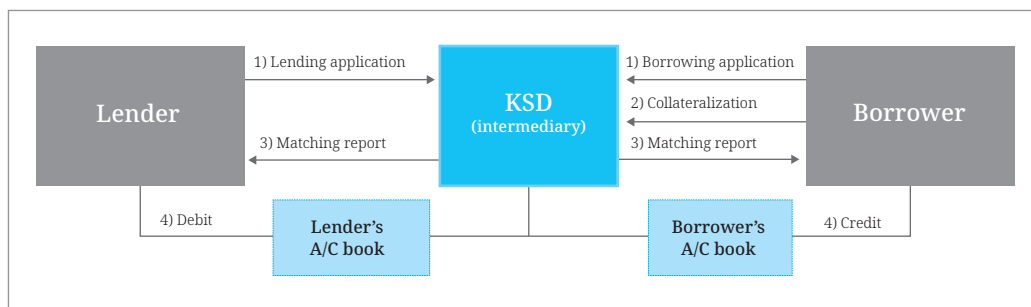 1) Lending application
1) Borrowing application
Lender
KSD
(intermediary)
2) Collateralization
Borrower
3) Matching report
3) Matching report
4) Debit
Lender's
A/C book
Borrower's
A/C book
4) Credit